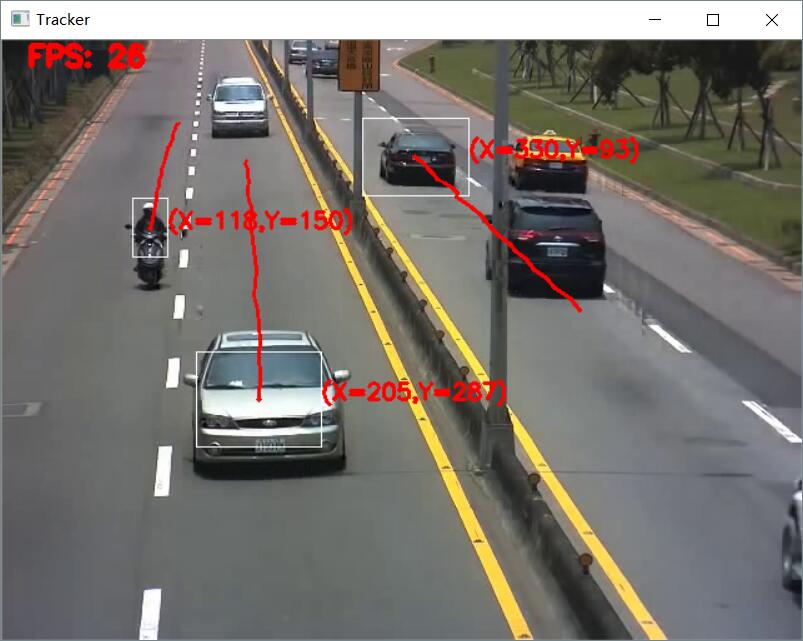 Tracker
FPS: 26
(X=330,Y=93)
(X=118,Y=150)
(X=205,Y=287)